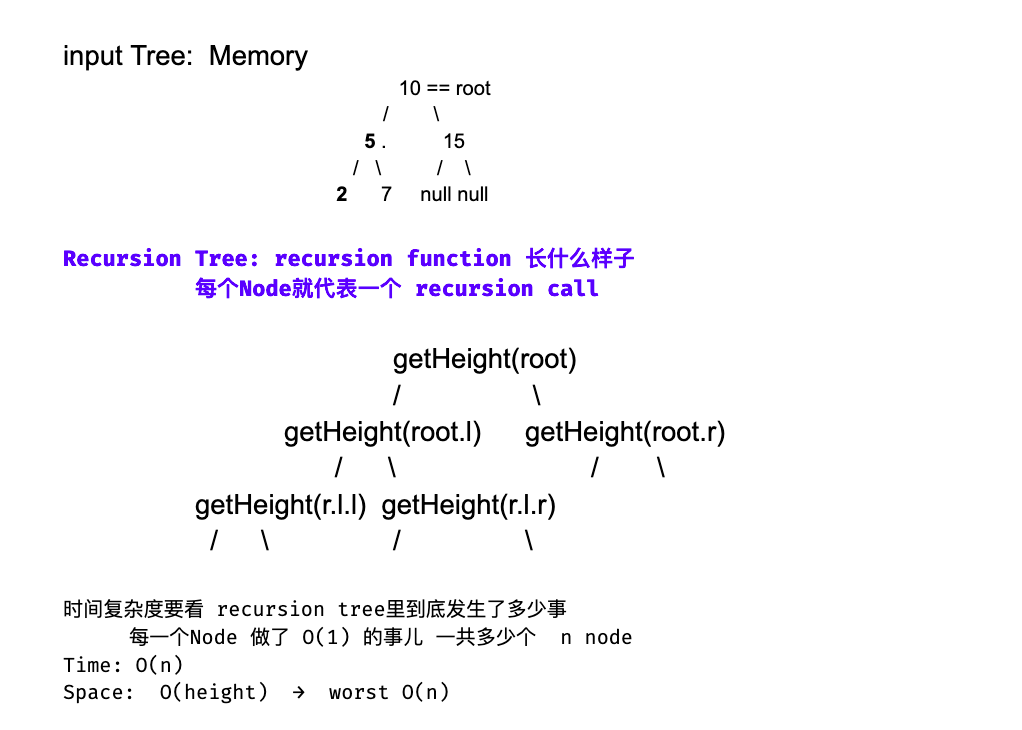 input Tree:  Memory
10 == root
/ \
5 . 15
/ \ / \
2 7 null null
Recursion Tree: recursion function 长什么样子
每个Node就代表一个 recursion call
getHeight(root)
/ \
getHeight(root.l) getHeight(root.r)
/ \ / \
getHeight(r.l.l) getHeight(r.l.r)
/ \ / \
时间复杂度要看 recursion tree里到底发生了多少事
每一个Node 做了 O(1) 的事儿 一共多少个  n node
Time: O(n)
Space:  O(height)  →  worst O(n)